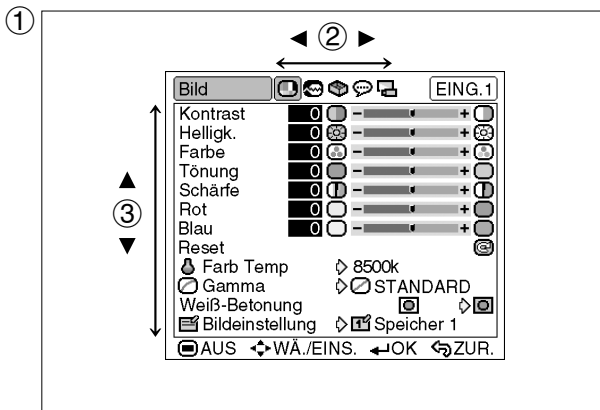 ①
◀ ② ▶
Bild EING.1
▲
③
▼
Kontrast 0 − +
Helligk. 0 − +
Farbe 0 − +
Tönung 0 − +
Schärfe 0 − +
Rot 0 − +
Blau 0 − +
Reset
Farb Temp 8500k
Gamma STANDARD
Weiß-Betonung
Bildeinstellung 1 Speicher 1
AUS WÄ./EINS. OK ZUR.